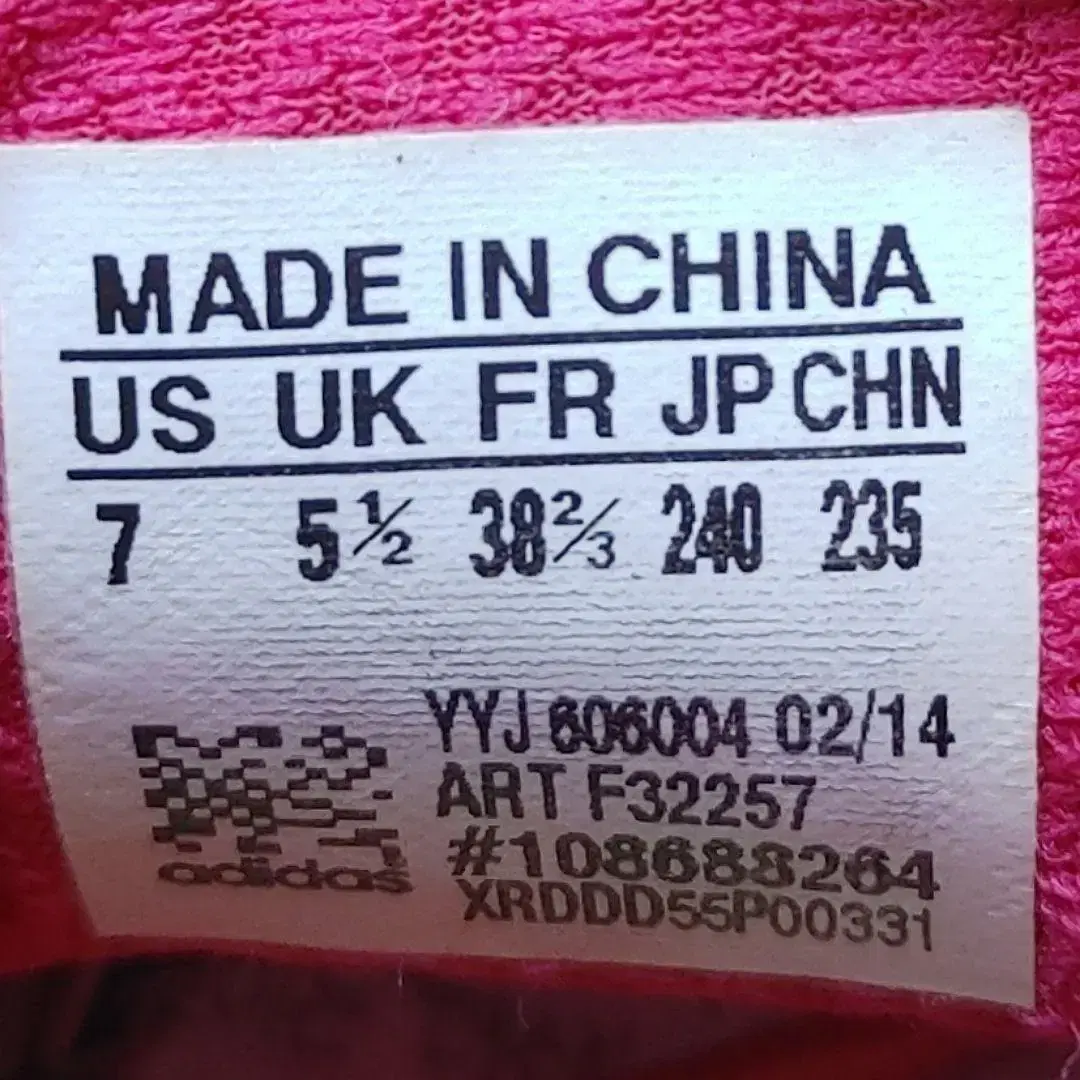 MADE IN CHINA
US UK FR JP CHN
7 5½ 38⅔ 240 235
YYJ 606004 02/14
ART F32257
#108688264
adidas
XRDDD55P00331